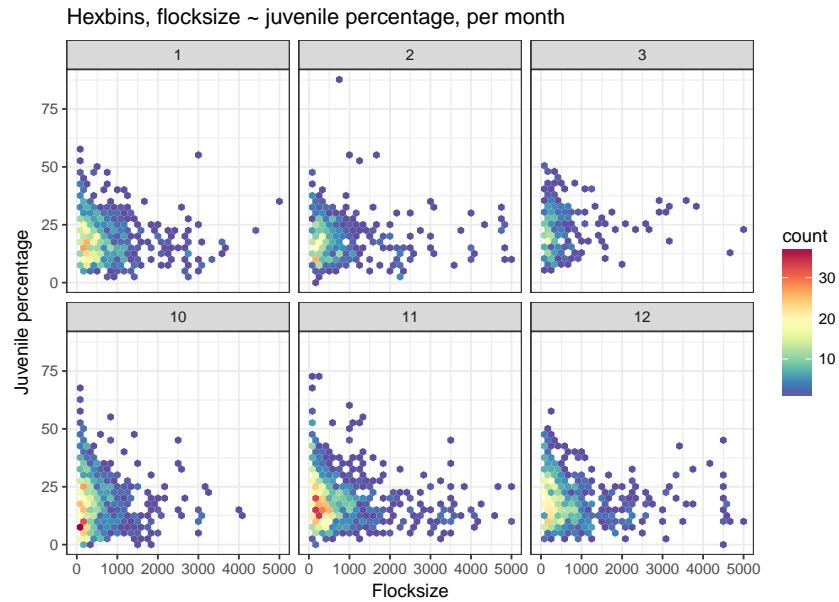 Hexbins, flocksize ~ juvenile percentage, per month
1 2 3
75
50
25
0
10 11 12
75
50
25
0
0 1000 2000 3000 4000 5000 0 1000 2000 3000 4000 5000 0 1000 2000 3000 4000 5000
Flocksize
Juvenile percentage
count
30
20
10